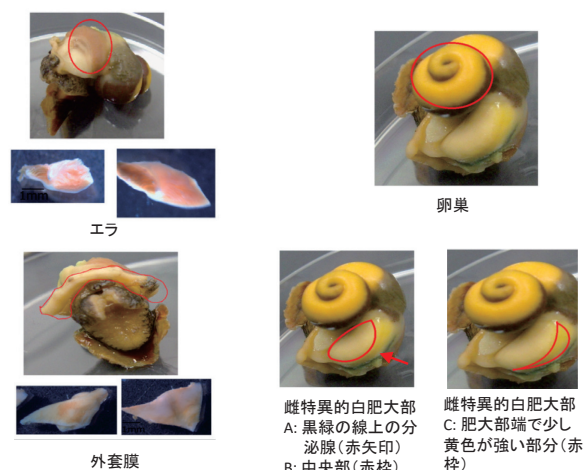 1mm
エラ
卵巣
外套膜
雌特異的白肥大部
A: 黒緑の線上の分
泌腺(赤矢印)
B: 中央部(赤枠)
雌特異的白肥大部
C: 肥大部端で少し
黄色が強い部分(赤
枠)